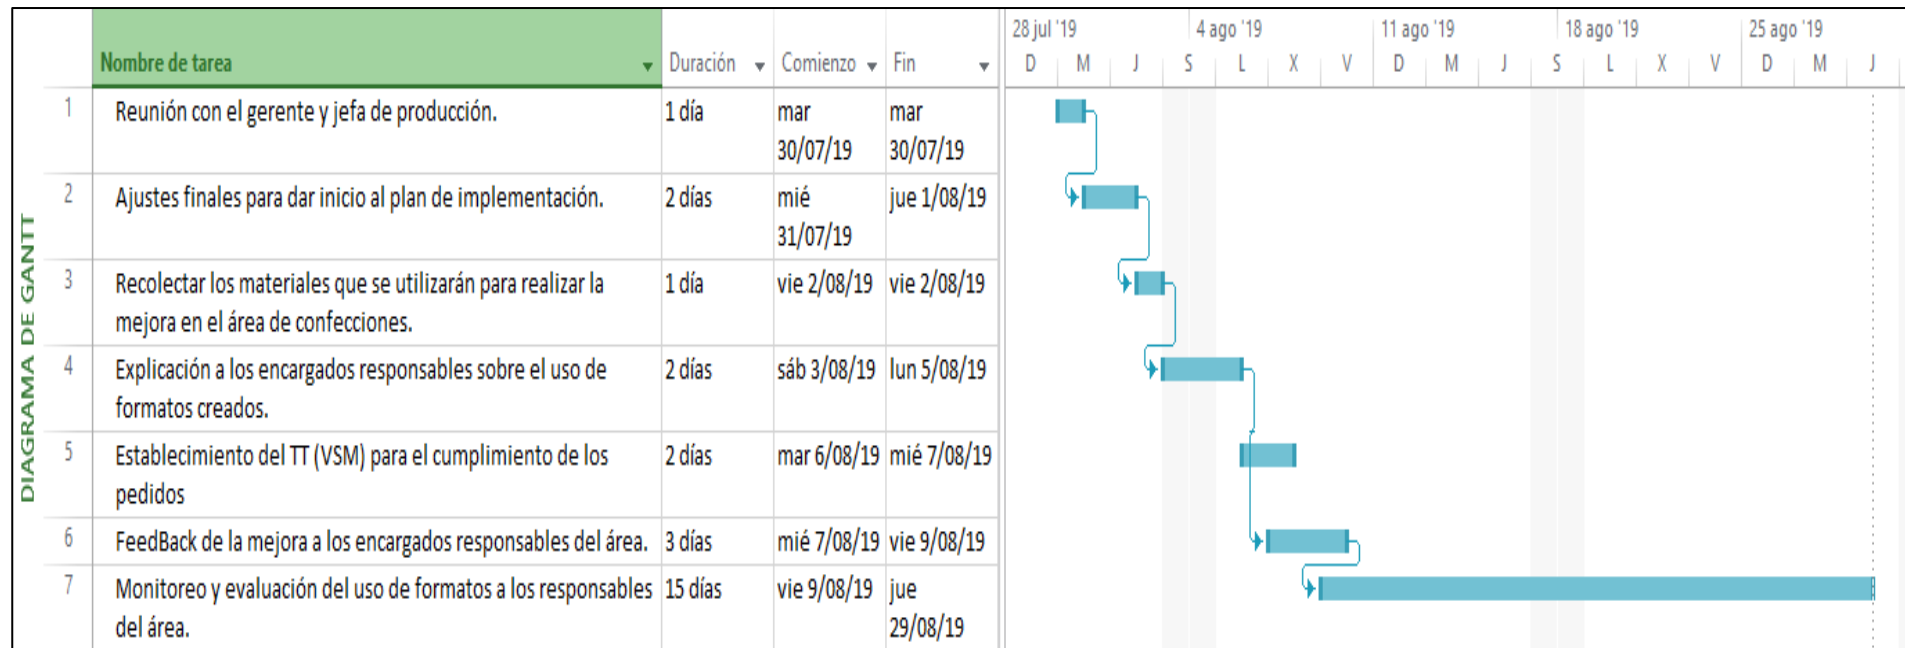 DIAGRAMA DE GANTT
Nombre de tarea Duración Comienzo Fin
28 jul '19 4 ago '19 11 ago '19 18 ago '19 25 ago '19
D M J S L X V D M J S L X V D M J
1 Reunión con el gerente y jefa de producción. 1 día mar mar
30/07/19 30/07/19
2 Ajustes finales para dar inicio al plan de implementación. 2 días mié jue 1/08/19
31/07/19
3 Recolectar los materiales que se utilizarán para realizar la 1 día vie 2/08/19 vie 2/08/19
mejora en el área de confecciones.
4 Explicación a los encargados responsables sobre el uso de 2 días sáb 3/08/19 lun 5/08/19
formatos creados.
5 Establecimiento del TT (VSM) para el cumplimiento de los 2 días mar 6/08/19 mié 7/08/19
pedidos
6 FeedBack de la mejora a los encargados responsables del área. 3 días mié 7/08/19 vie 9/08/19
7 Monitoreo y evaluación del uso de formatos a los responsables 15 días vie 9/08/19 jue
del área. 29/08/19